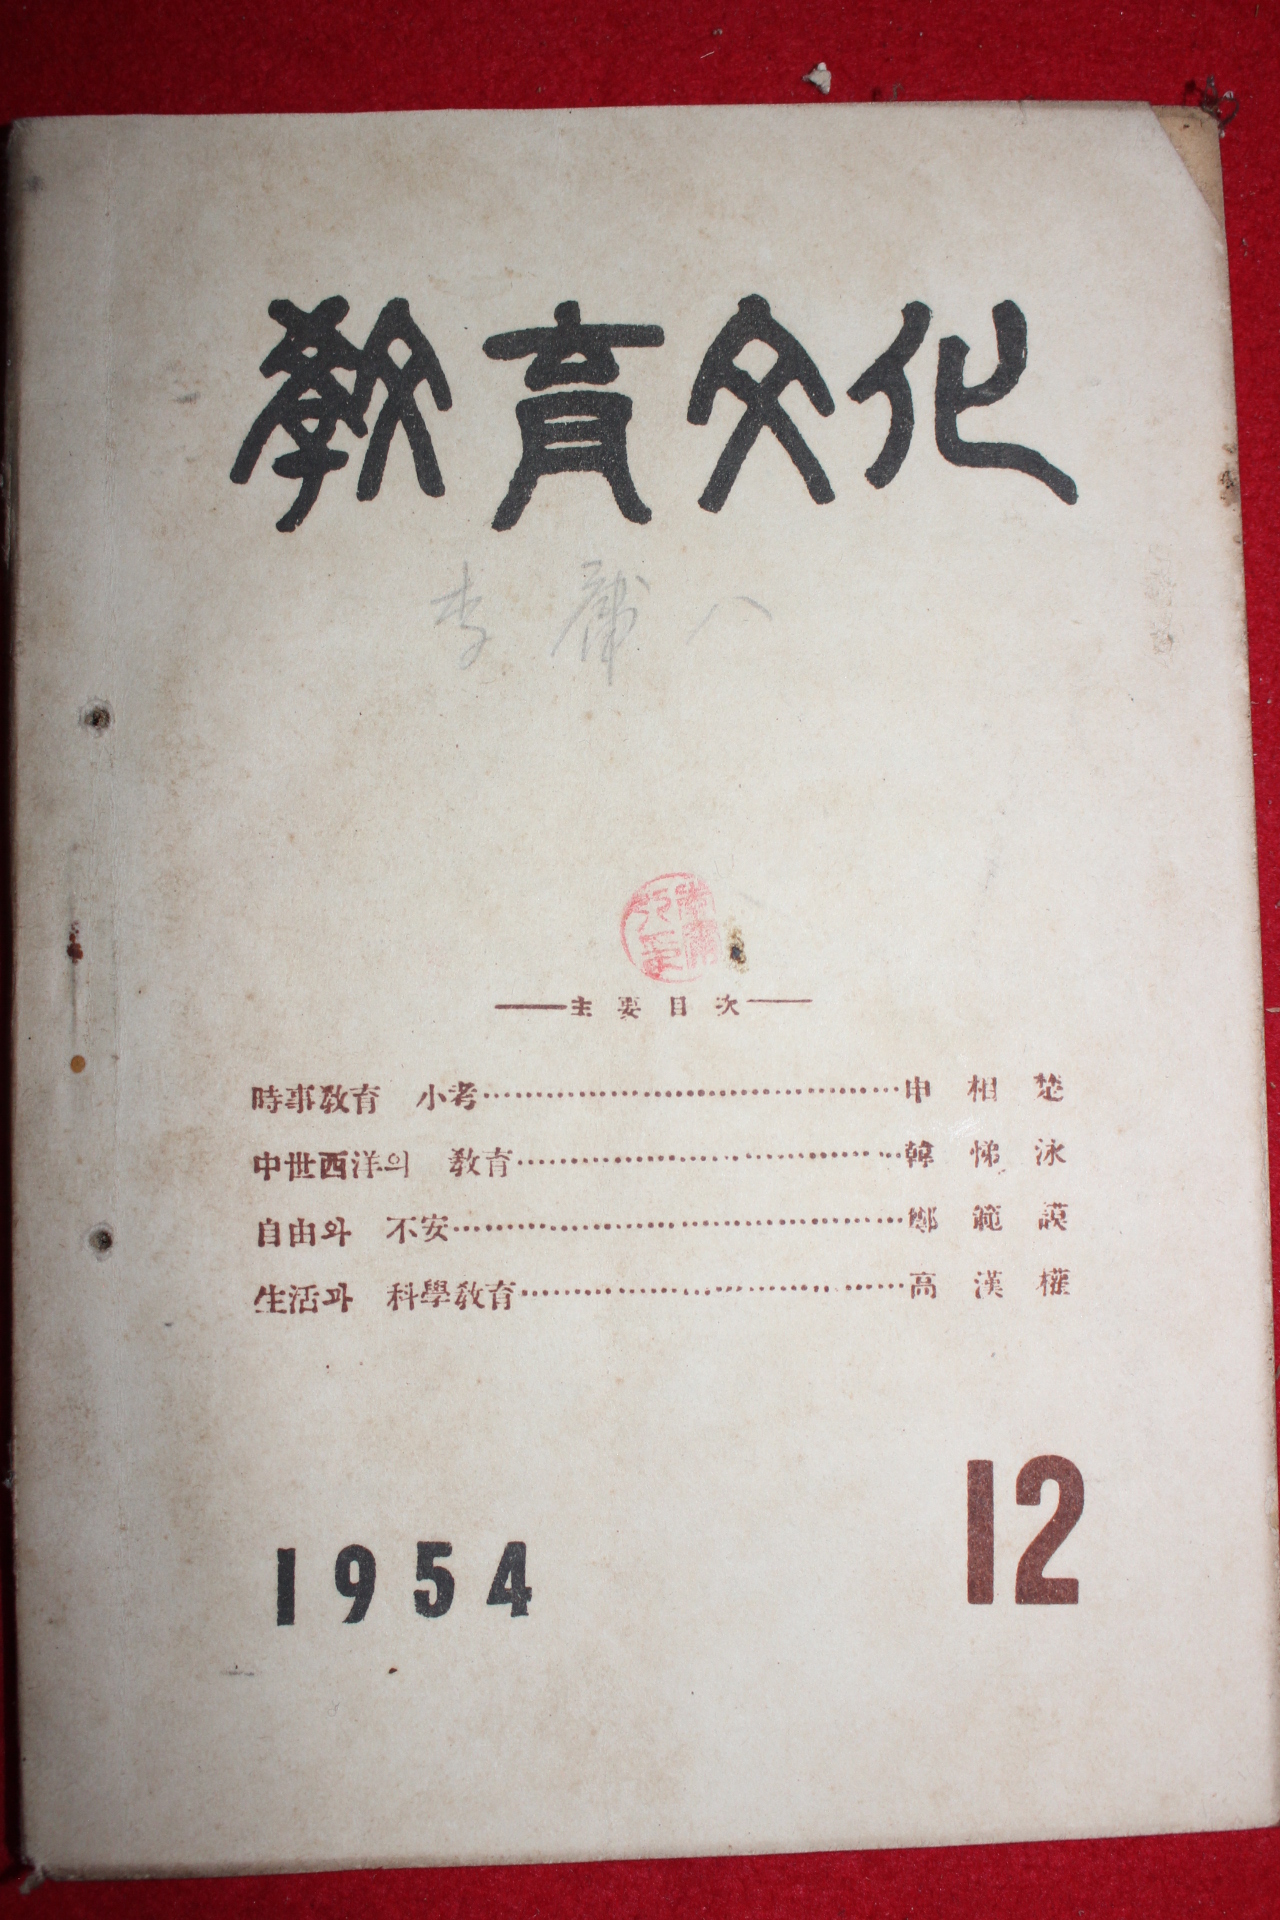 教育文化
李 八
主要目次
時事敎育 小考……………………………………申相楚
中世西洋의 敎育…………………………………韓悌泳
自由와 不安………………………………………鄭範謨
生活과 科學敎育…………………………………高漢權
12
1954